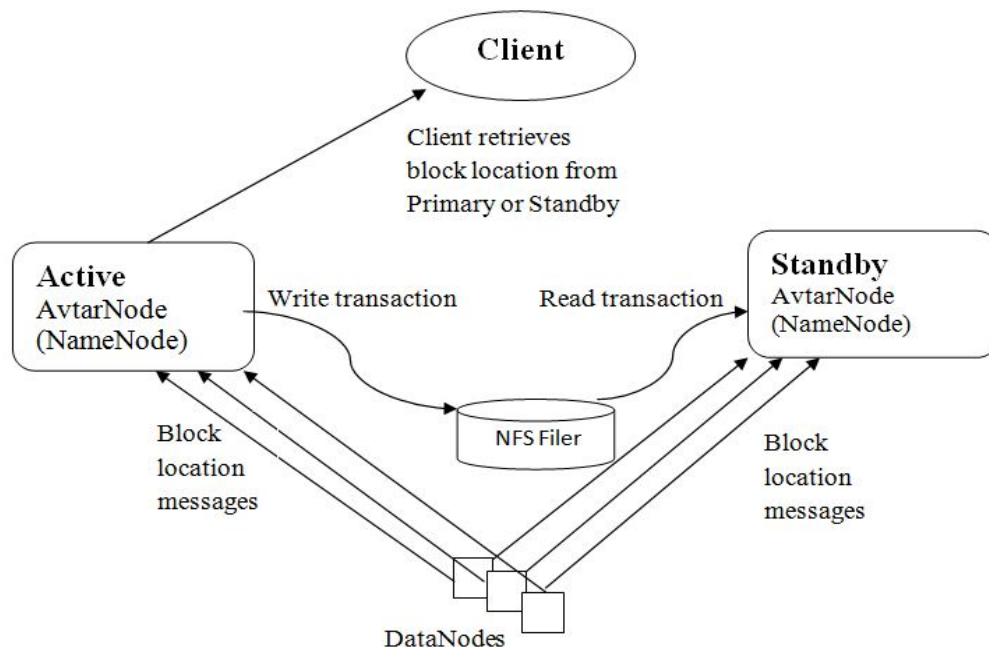 Client
Client retrieves
block location from
Primary or Standby
Active
AvtarNode
(NameNode)
Write transaction
Read transaction
Standby
AvtarNode
(NameNode)
NFS Filer
Block
location
messages
Block
location
messages
DataNodes